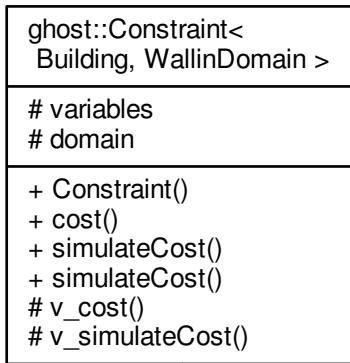 ghost::Constraint<
Building, WallinDomain >
# variables
# domain
+ Constraint()
+ cost()
+ simulateCost()
+ simulateCost()
# v_cost()
# v_simulateCost()